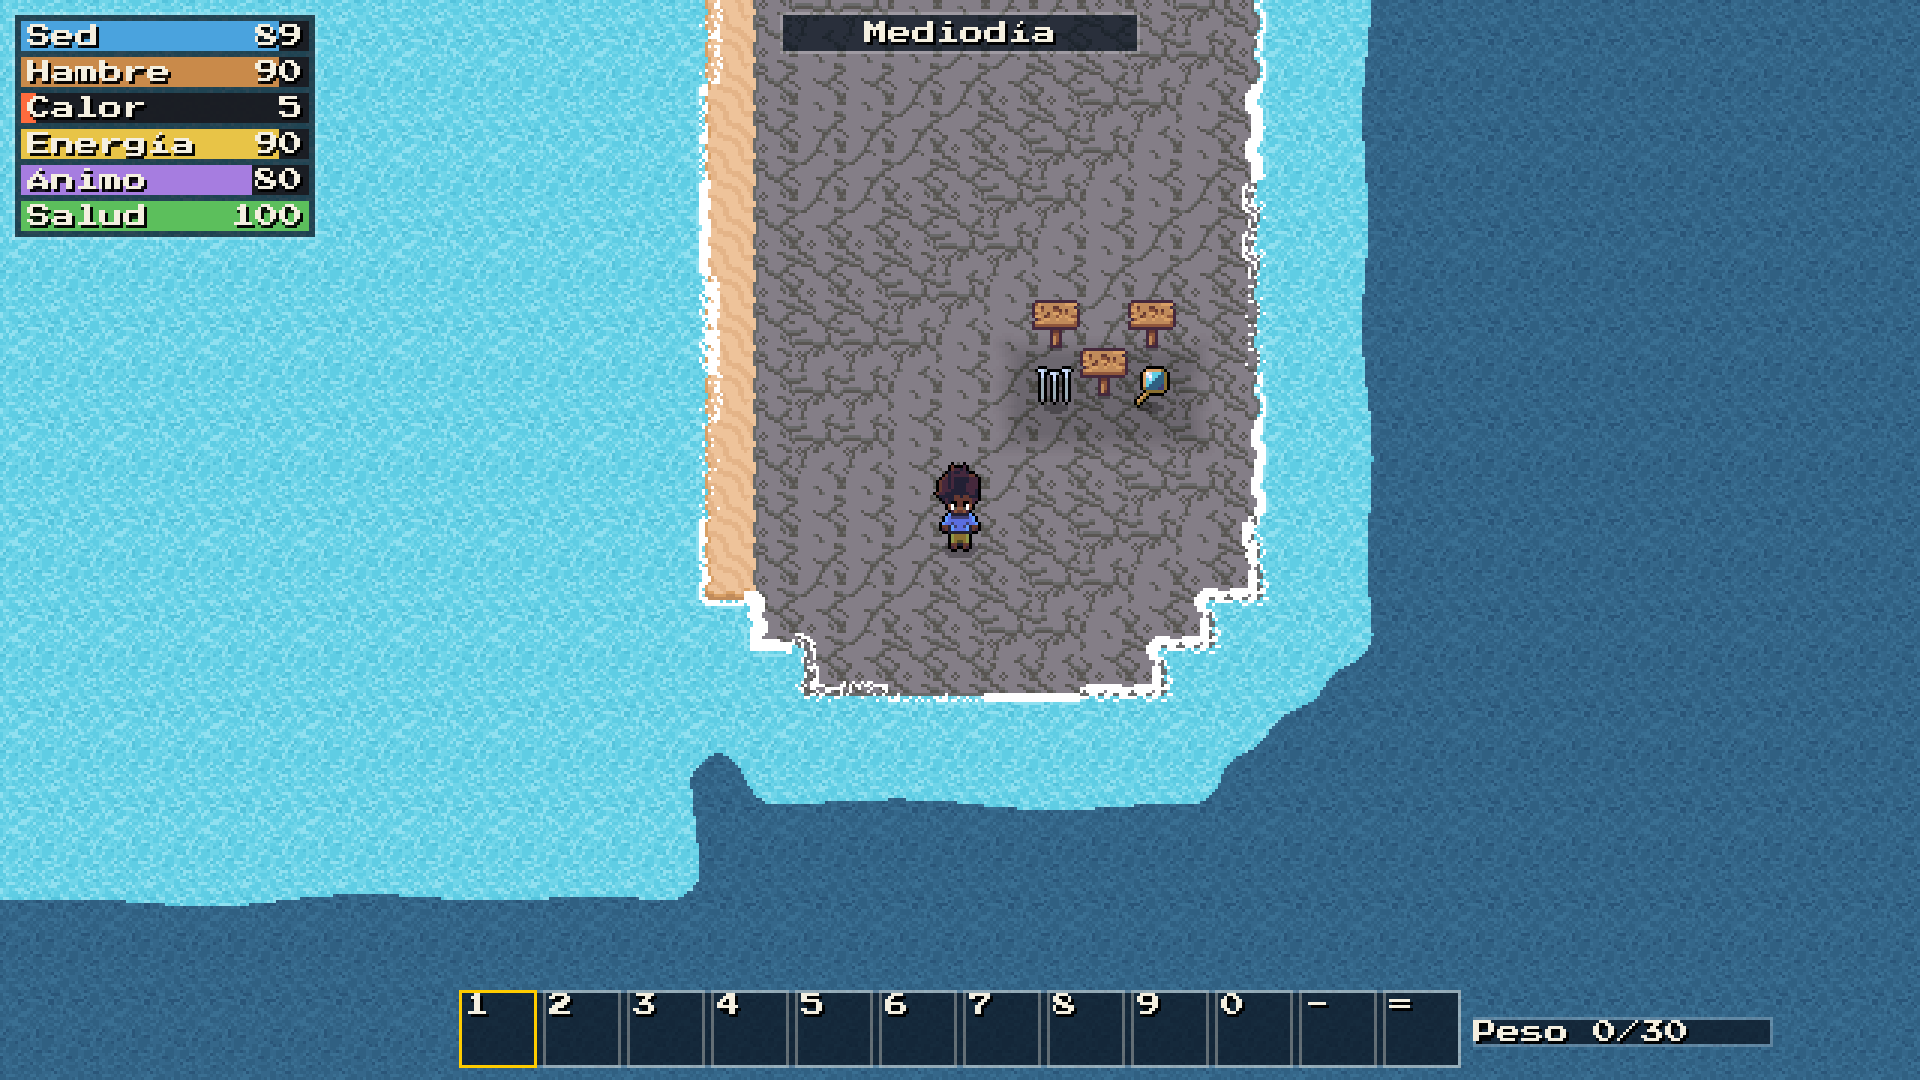 Sed 89
Hambre 90
Calor 5
Energía 90
Ánimo 80
Salud 100
Mediodía
1 2 3 4 5 6 7 8 9 0 - =
Peso 0/30